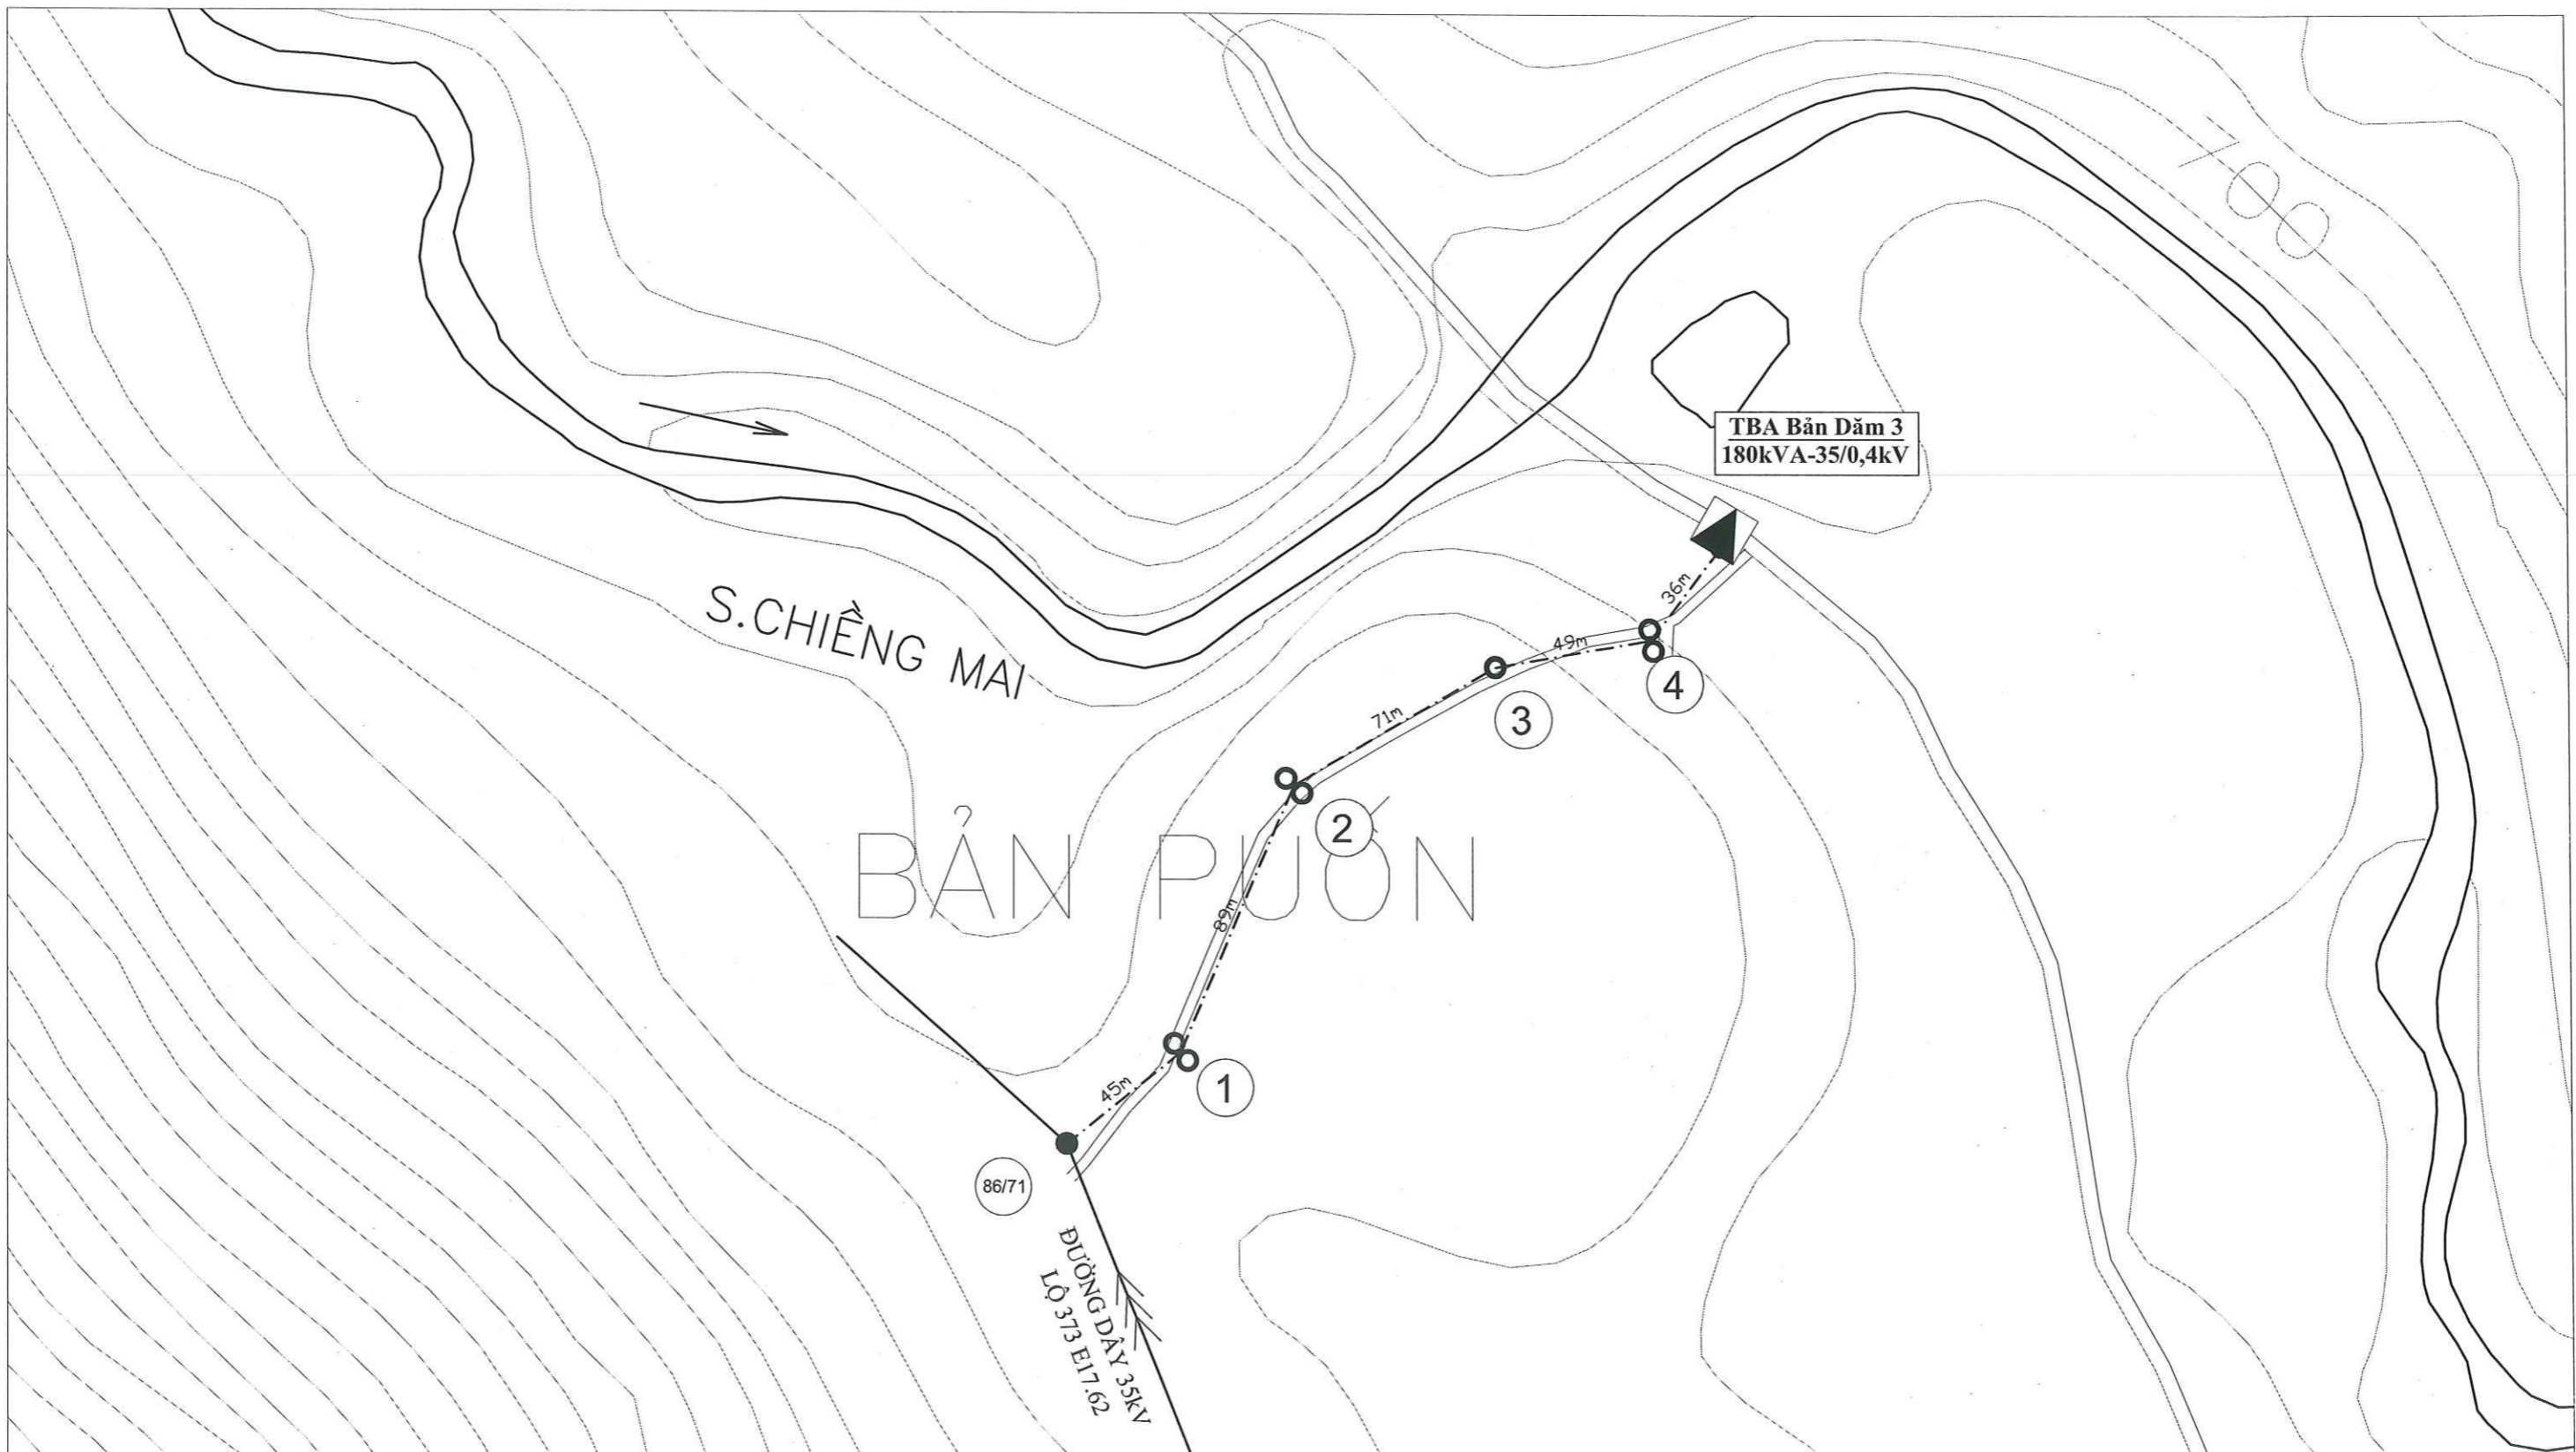 700
TBA Bản Dăm 3
180kVA-35/0,4kV
36m
S.CHIỀNG MAI
49m
4
71m
3
2
BẢN PƯỚN
89m
45m
1
86/71
ĐƯỜNG DÂY 35kV
LỘ 373 E17.62